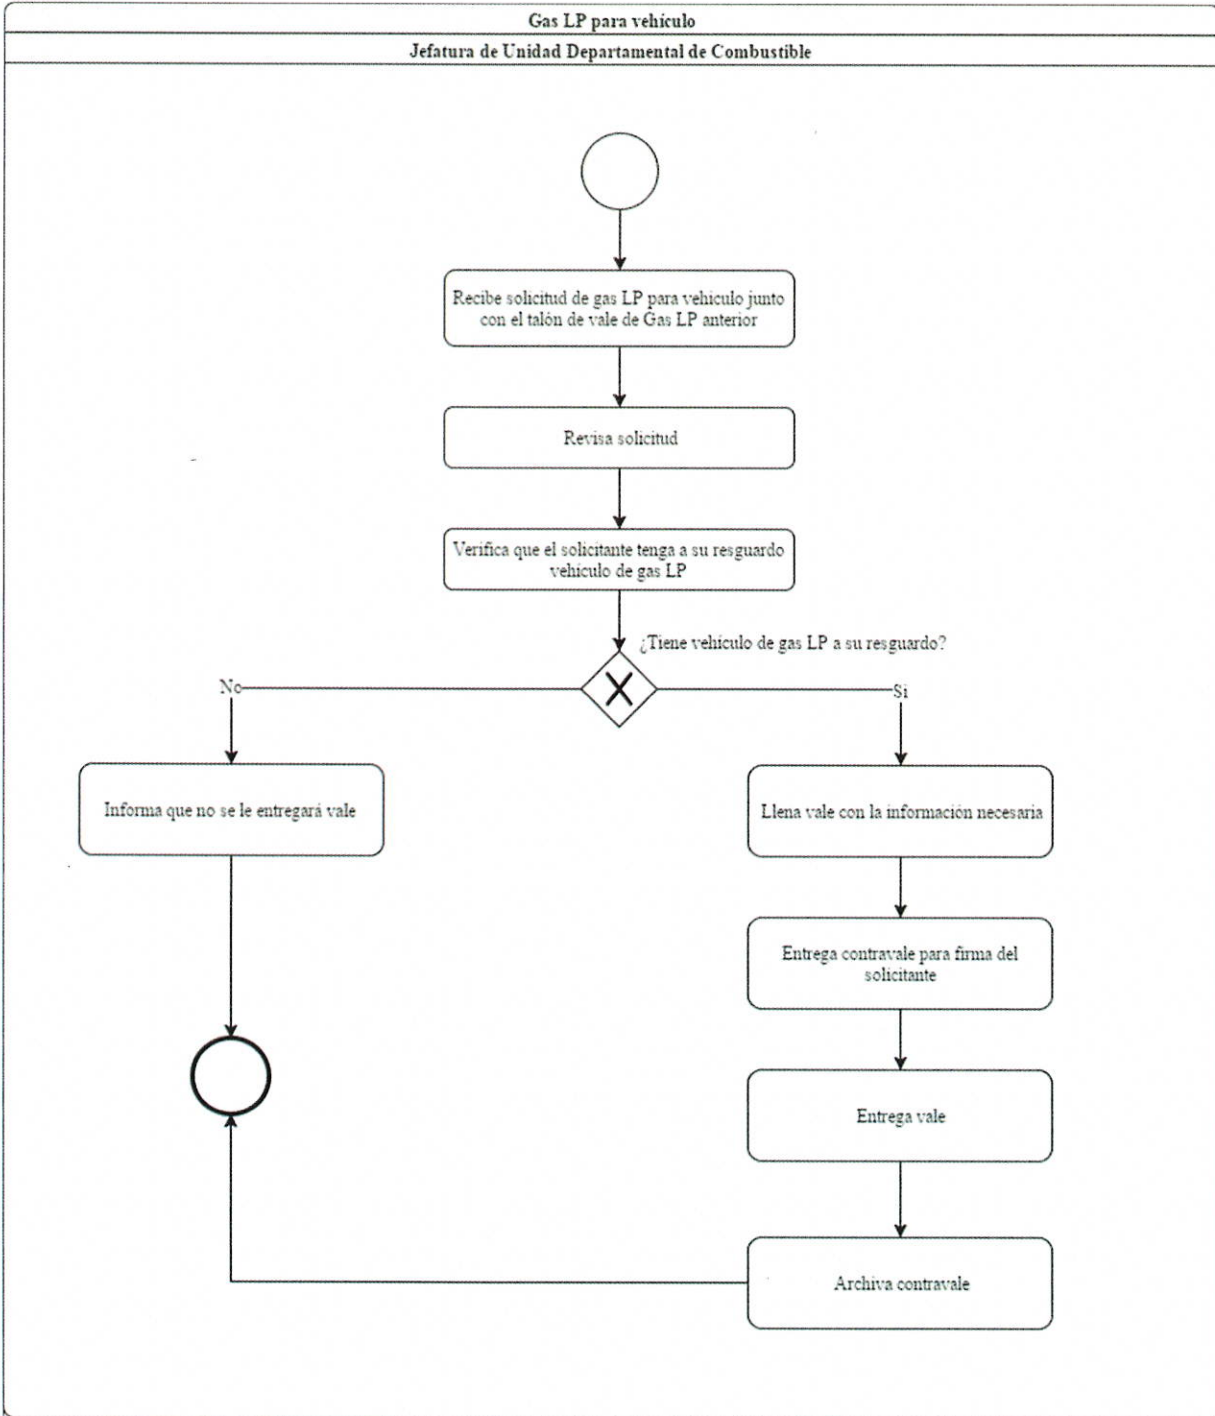 Gas LP para vehículo
Jefatura de Unidad Departamental de Combustible
Recibe solicitud de gas LP para vehículo junto
con el talón de vale de Gas LP anterior
Revisa solicitud
Verifica que el solicitante tenga a su resguardo
vehículo de gas LP
¿Tiene vehículo de gas LP a su resguardo?
No
Si
Informa que no se le entregará vale
Llena vale con la información necesaria
Entrega contravale para firma del
solicitante
Entrega vale
Archiva contravale